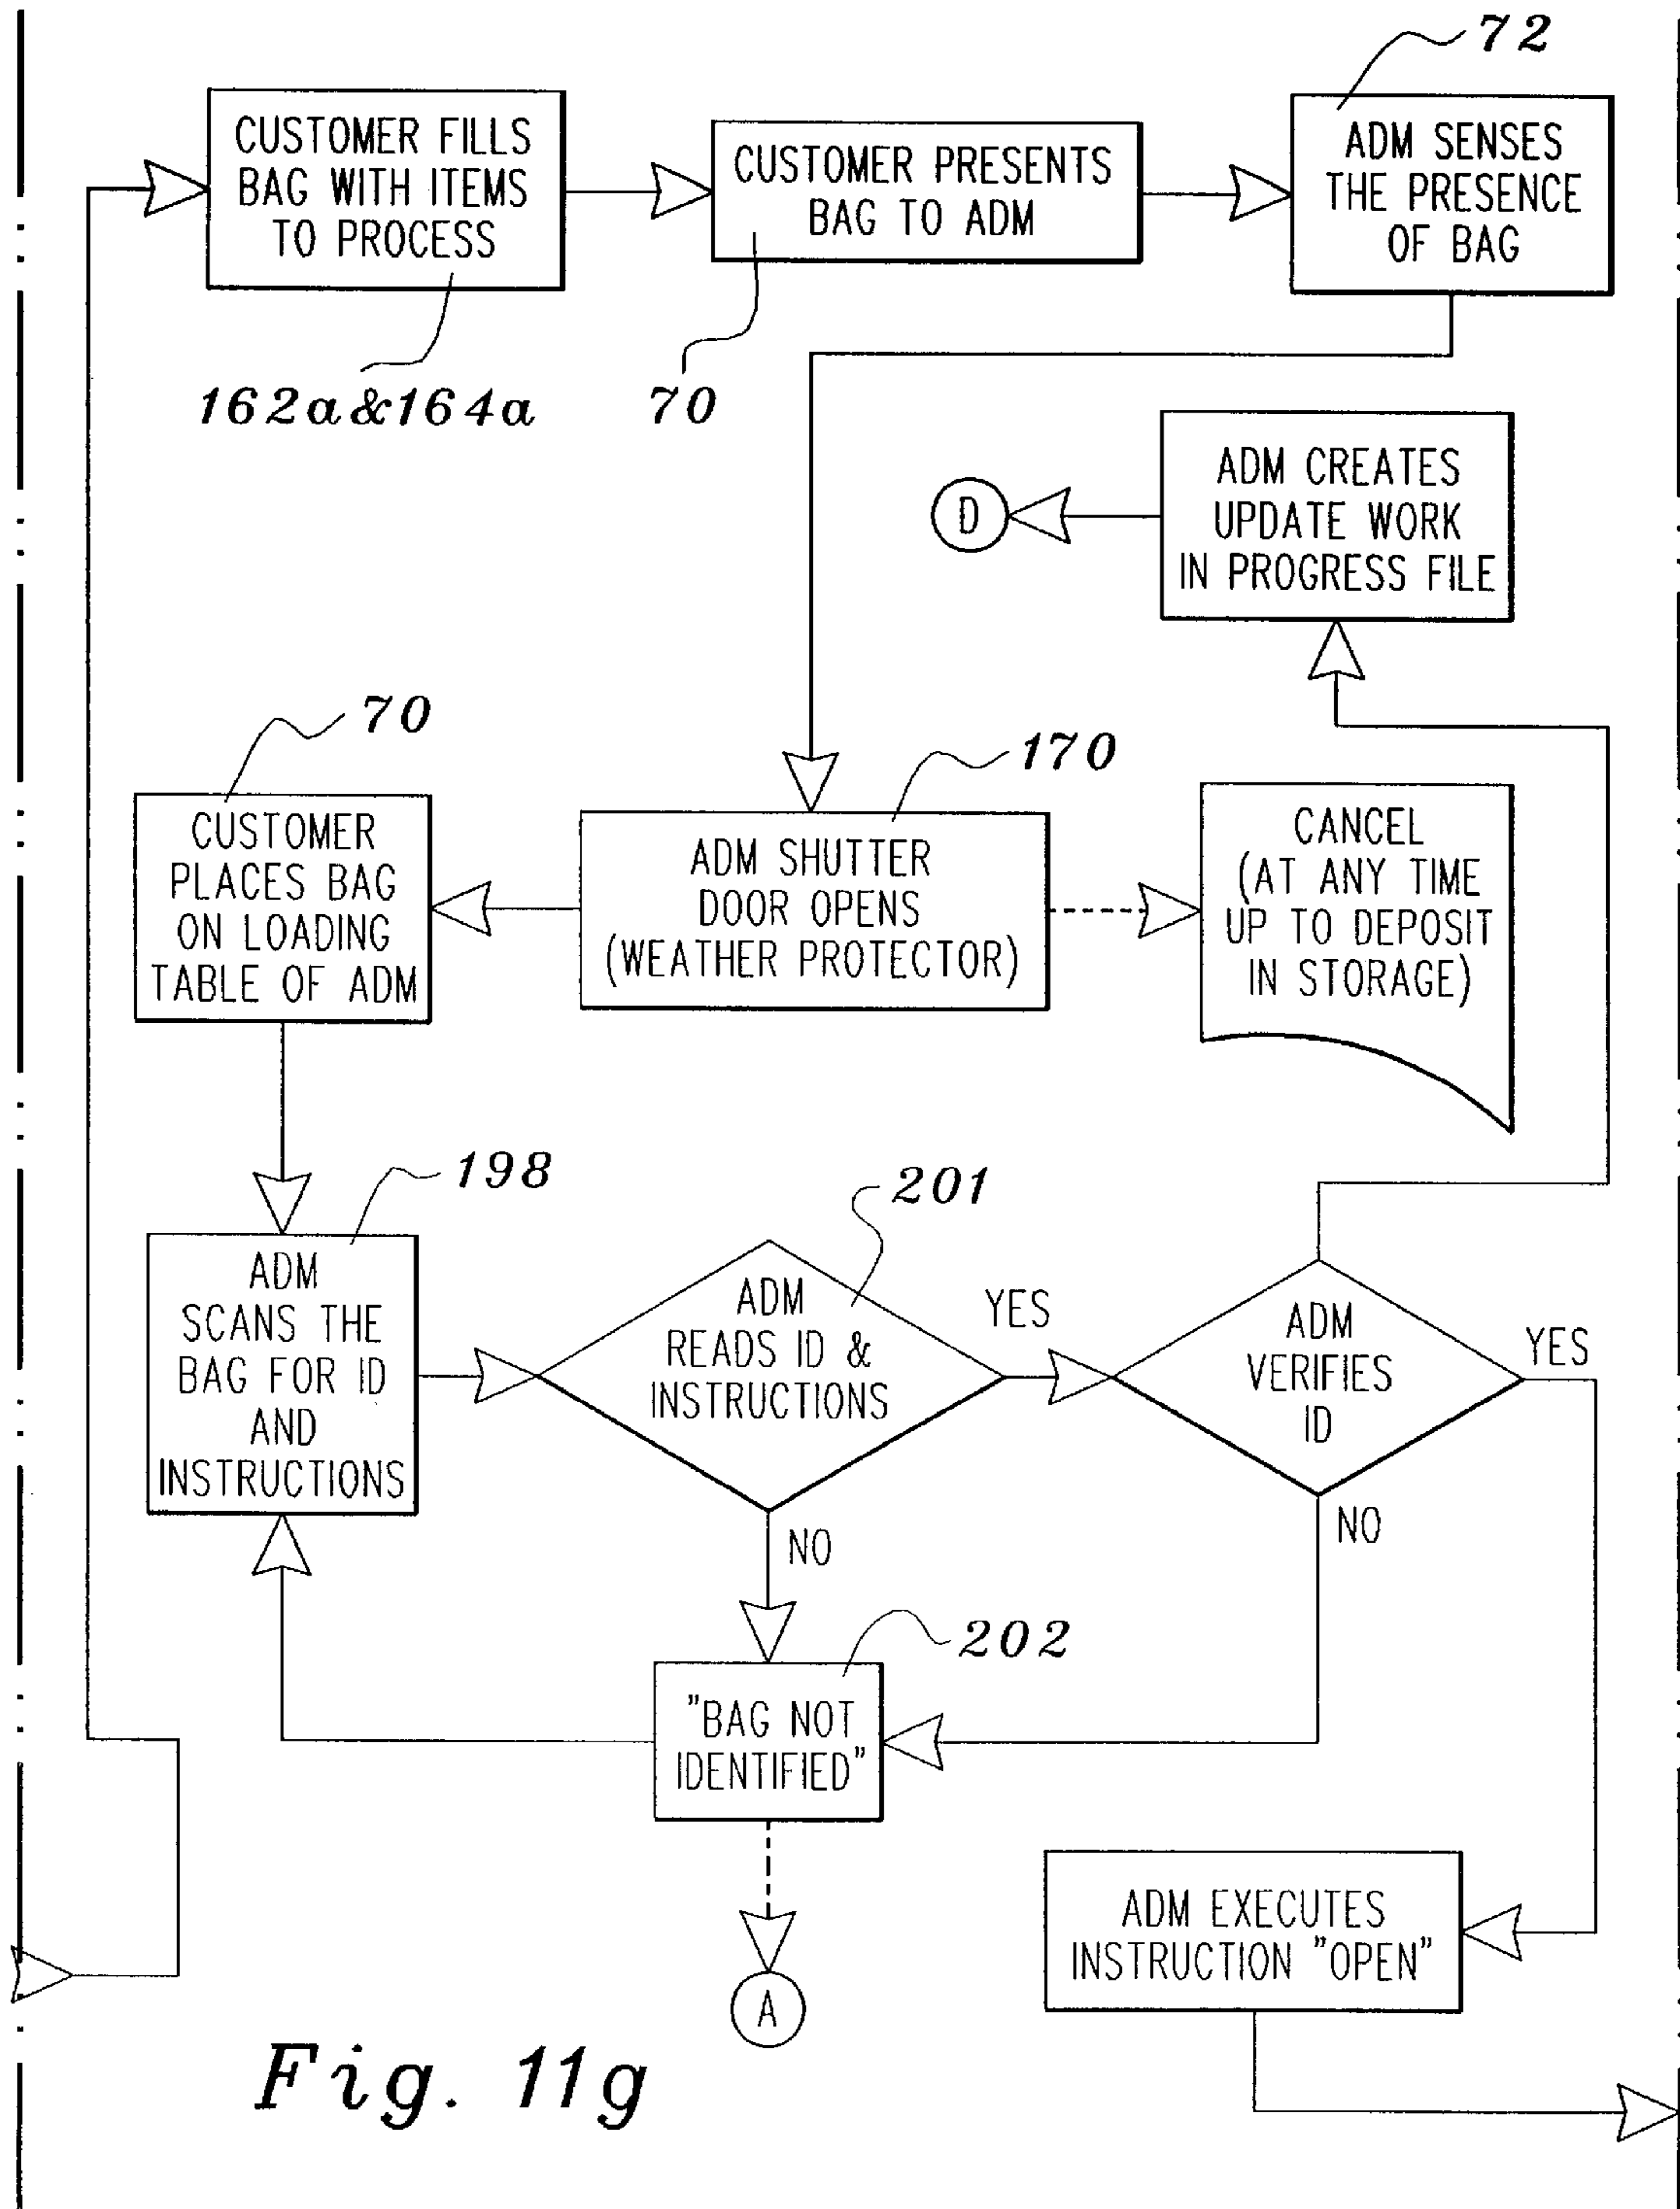 72
CUSTOMER FILLS
BAG WITH ITEMS
TO PROCESS
162a&164a
CUSTOMER PRESENTS
BAG TO ADM
70
ADM SENSES
THE PRESENCE
OF BAG
ADM CREATES
UPDATE WORK
IN PROGRESS FILE
D
70
CUSTOMER
PLACES BAG
ON LOADING
TABLE OF ADM
170
ADM SHUTTER
DOOR OPENS
(WEATHER PROTECTOR)
CANCEL
(AT ANY TIME
UP TO DEPOSIT
IN STORAGE)
198
ADM
SCANS THE
BAG FOR ID
AND
INSTRUCTIONS
201
ADM
READS ID &
INSTRUCTIONS
YES
NO
ADM
VERIFIES
ID
YES
NO
202
"BAG NOT
IDENTIFIED"
A
ADM EXECUTES
INSTRUCTION "OPEN"
Fig. 11g